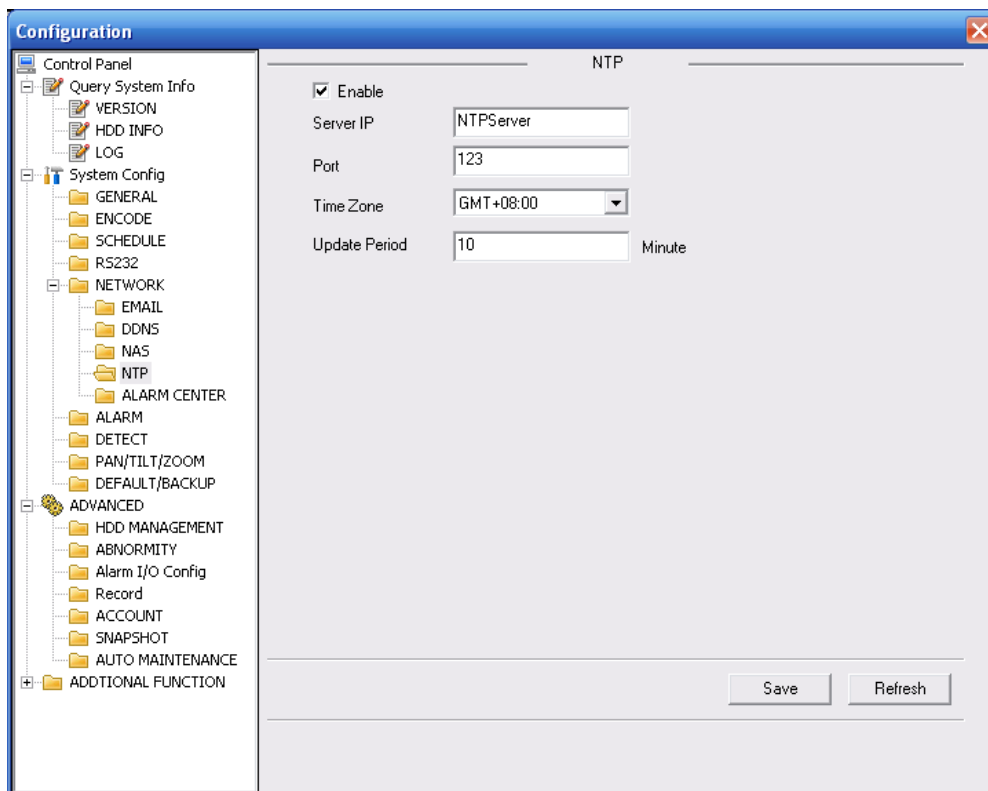 Configuration
Control Panel
Query System Info
VERSION
HDD INFO
LOG
System Config
GENERAL
ENCODE
SCHEDULE
RS232
NETWORK
EMAIL
DDNS
NAS
NTP
ALARM CENTER
ALARM
DETECT
PAN/TILT/ZOOM
DEFAULT/BACKUP
ADVANCED
HDD MANAGEMENT
ABNORMITY
Alarm I/O Config
Record
ACCOUNT
SNAPSHOT
AUTO MAINTENANCE
ADDTIONAL FUNCTION
NTP
Enable
Server IP NTPServer
Port 123
Time Zone GMT+08:00
Update Period 10 Minute
Save Refresh